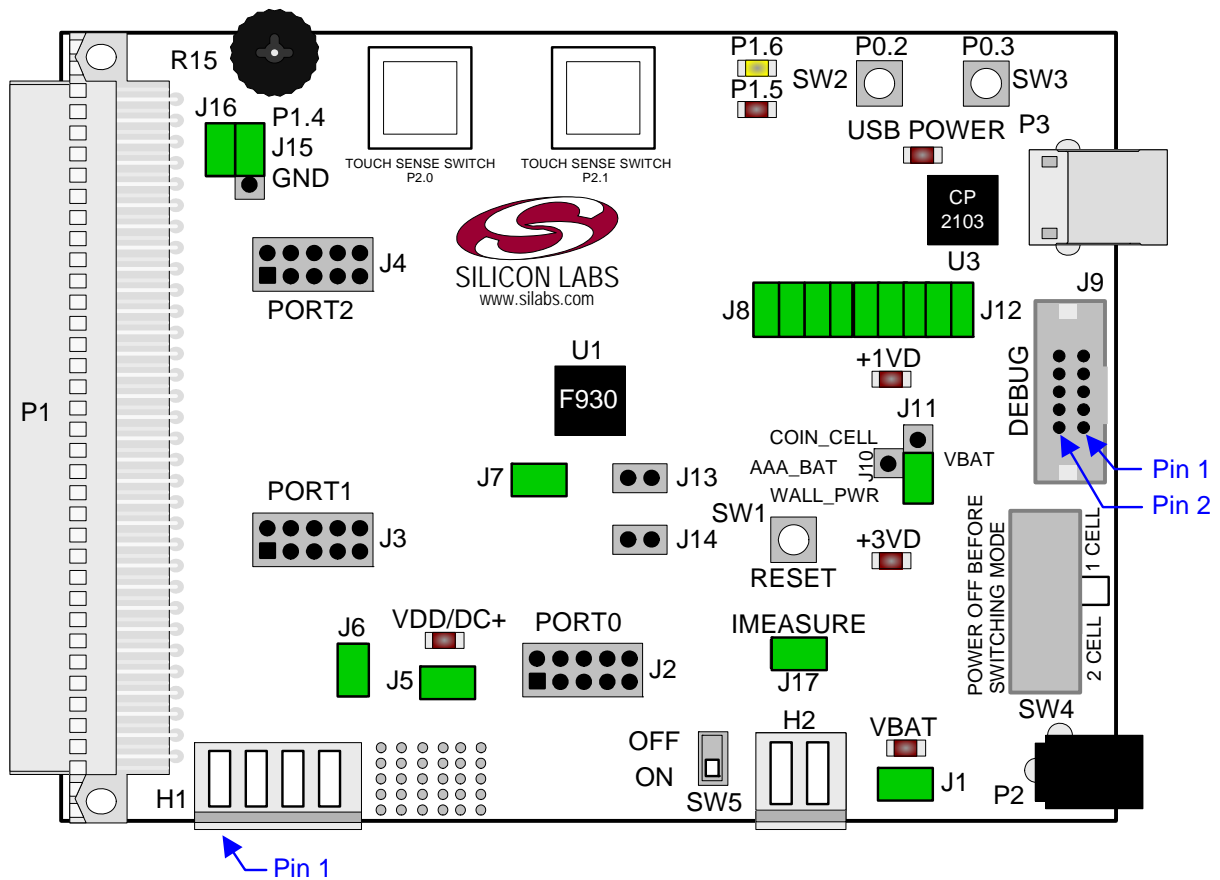 R15
P1.6
P0.2
P0.3
SW2
SW3
P1.5
J16
P1.4
J15
GND
TOUCH SENSE SWITCH
P2.0
TOUCH SENSE SWITCH
P2.1
USB POWER
P3
CP
2103
U3
J4
PORT2
SILICON LABS
www.silabs.com
J8
J12
J9
+1VD
U1
F930
DEBUG
P1
J11
COIN_CELL
J10
AAA_BAT
VBAT
WALL_PWR
Pin 1
Pin 2
J7
J13
PORT1
J3
J14
SW1
RESET
+3VD
POWER OFF BEFORE
SWITCHING MODE
2 CELL
1 CELL
SW4
J6
VDD/DC+
J5
PORT0
J2
IMEASURE
J17
H2
OFF
ON
SW5
VBAT
J1
P2
H1
Pin 1